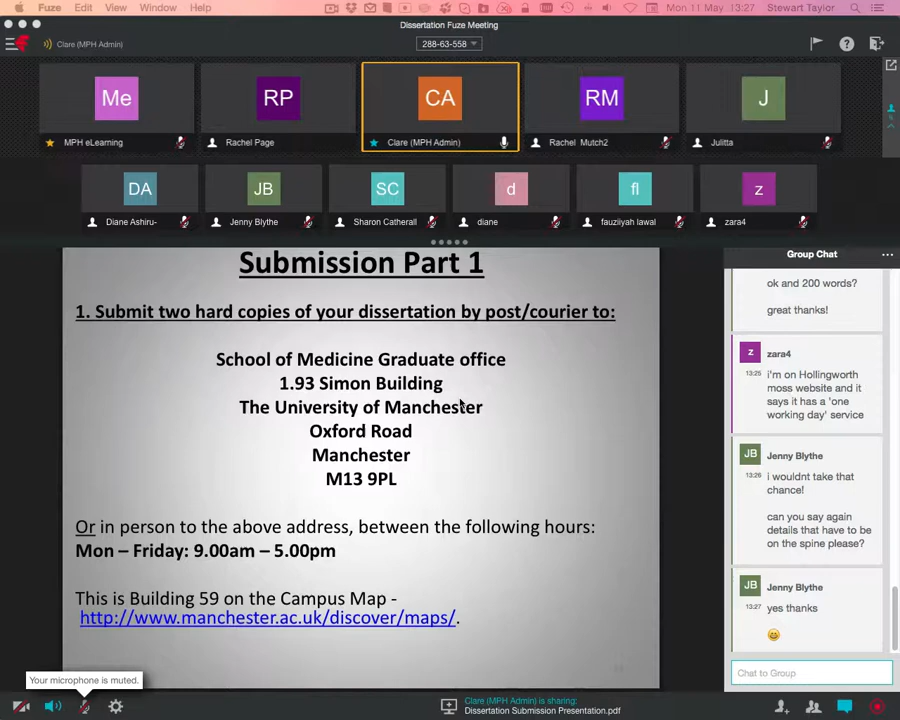 Fuze Edit View Window Help
Mon 11 May 13:27 Stewart Taylor
Dissertation Fuze Meeting
Clare (MPH Admin)
288-63-558
Me
RP
CA
RM
J
MPH eLearning
Rachel Page
Clare (MPH Admin)
Rachel Mutch2
Julitta
DA
JB
SC
d
fl
z
Diane Ashiru-
Jenny Blythe
Sharon Catherall
diane
fauziiyah lawal
zara4
Submission Part 1
1. Submit two hard copies of your dissertation by post/courier to:
School of Medicine Graduate office
1.93 Simon Building
The University of Manchester
Oxford Road
Manchester
M13 9PL
Or in person to the above address, between the following hours:
Mon – Friday: 9.00am – 5.00pm
This is Building 59 on the Campus Map -
http://www.manchester.ac.uk/discover/maps/.
Group Chat
ok and 200 words?
great thanks!
z
zara4
13:25
i'm on Hollingworth
moss website and it
says it has a 'one
working day' service
JB
Jenny Blythe
13:26
i wouldnt take that
chance!
can you say again
details that have to be
on the spine please?
JB
Jenny Blythe
13:27
yes thanks
Chat to Group
Your microphone is muted.
Clare (MPH Admin) is sharing:
Dissertation Submission Presentation.pdf